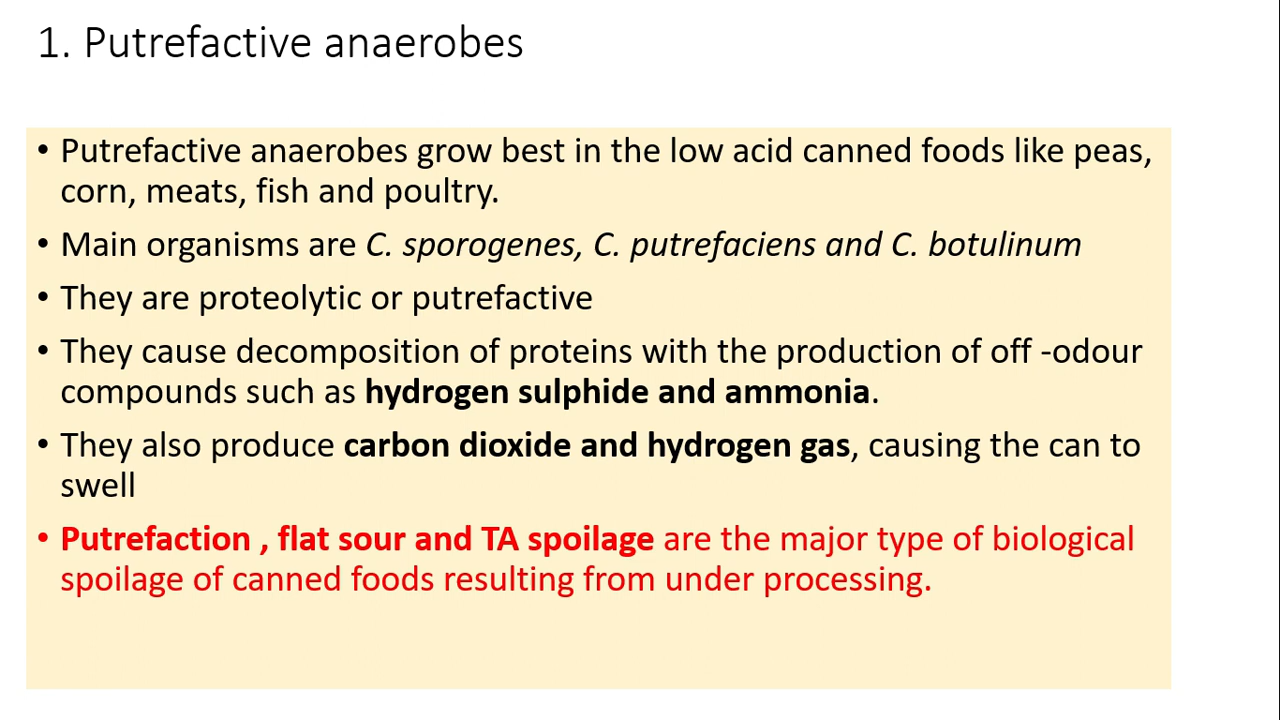 1. Putrefactive anaerobes
• Putrefactive anaerobes grow best in the low acid canned foods like peas,
corn, meats, fish and poultry.
• Main organisms are C. sporogenes, C. putrefaciens and C. botulinum
• They are proteolytic or putrefactive
• They cause decomposition of proteins with the production of off -odour
compounds such as hydrogen sulphide and ammonia.
• They also produce carbon dioxide and hydrogen gas, causing the can to
swell
• Putrefaction , flat sour and TA spoilage are the major type of biological
spoilage of canned foods resulting from under processing.